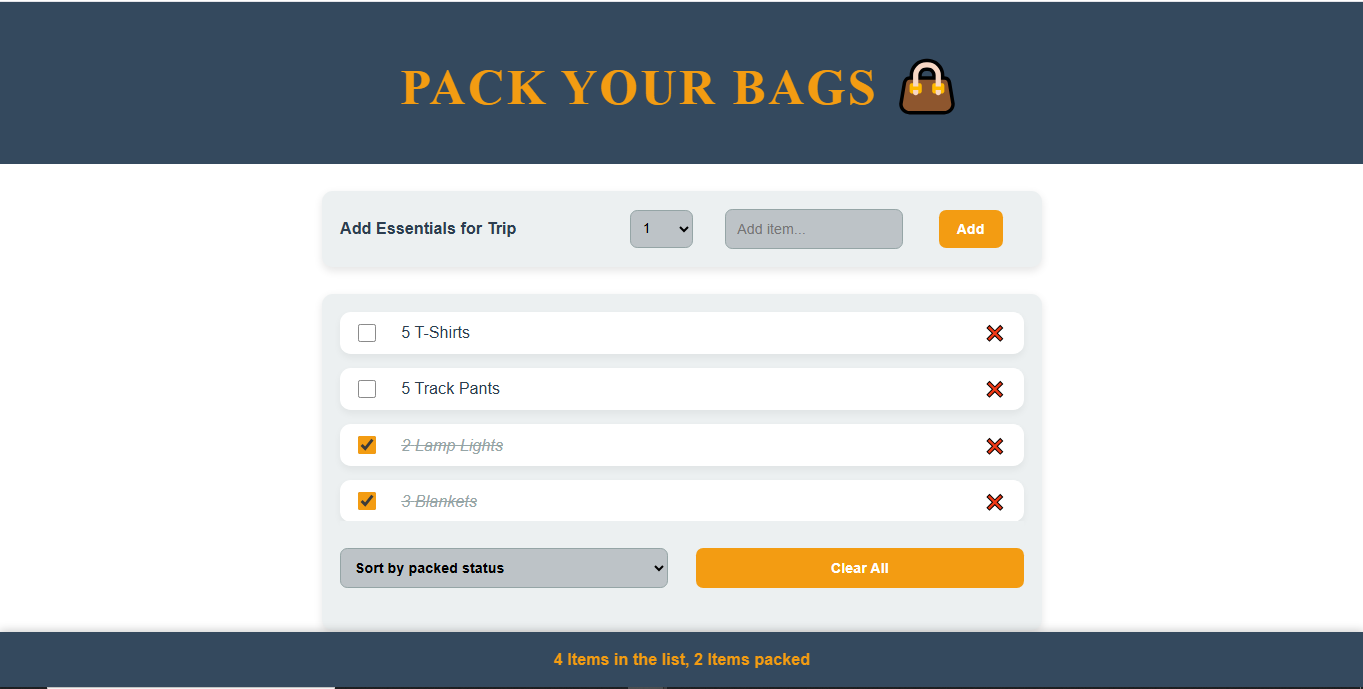 PACK YOUR BAGS
Add Essentials for Trip 1 Add item... Add
5 T-Shirts
5 Track Pants
2 Lamp Lights
3 Blankets
Sort by packed status Clear All
4 Items in the list, 2 Items packed